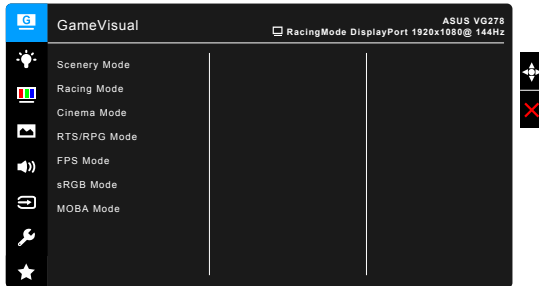 G
GameVisual
ASUS VG278
RacingMode DisplayPort 1920x1080@ 144Hz
Scenery Mode
Racing Mode
Cinema Mode
RTS/RPG Mode
FPS Mode
sRGB Mode
MOBA Mode